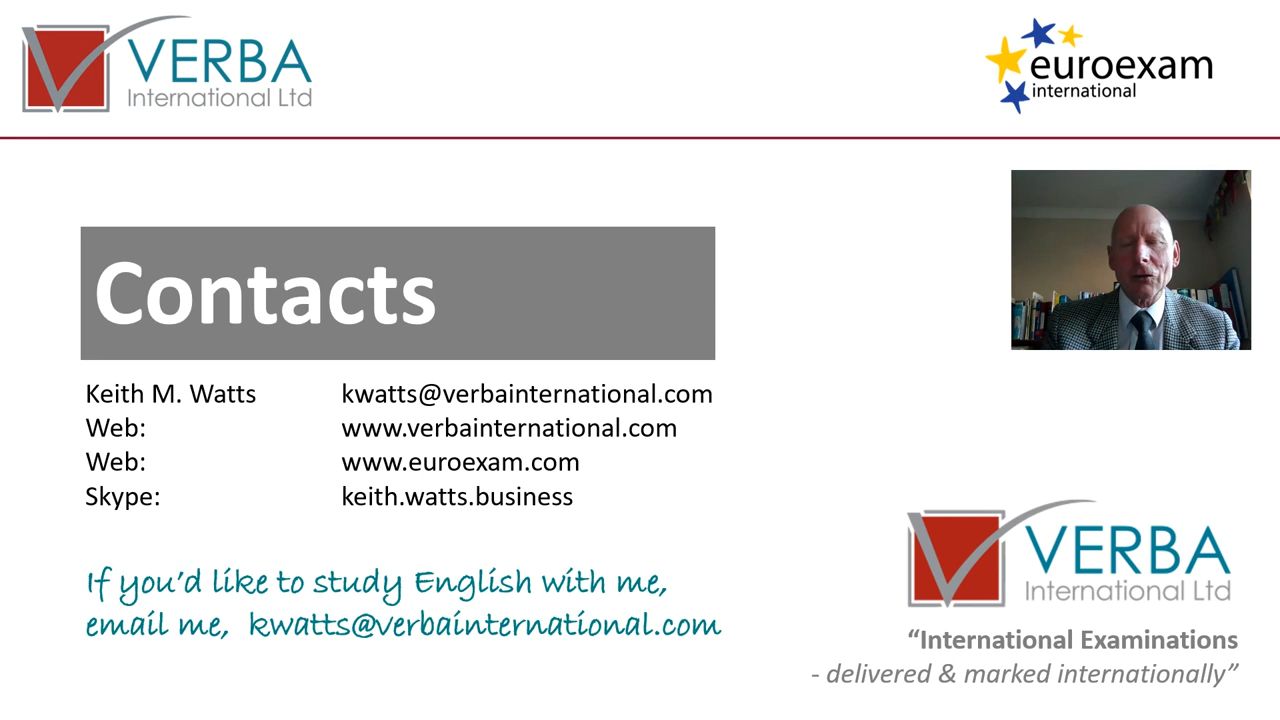 VERBA
International Ltd
euroexam
international
Contacts
Keith M. Watts kwatts@verbainternational.com
Web: www.verbainternational.com
Web: www.euroexam.com
Skype: keith.watts.business
If you'd like to study English with me,
email me, kwatts@verbainternational.com
VERBA
International Ltd
“International Examinations
- delivered & marked internationally”